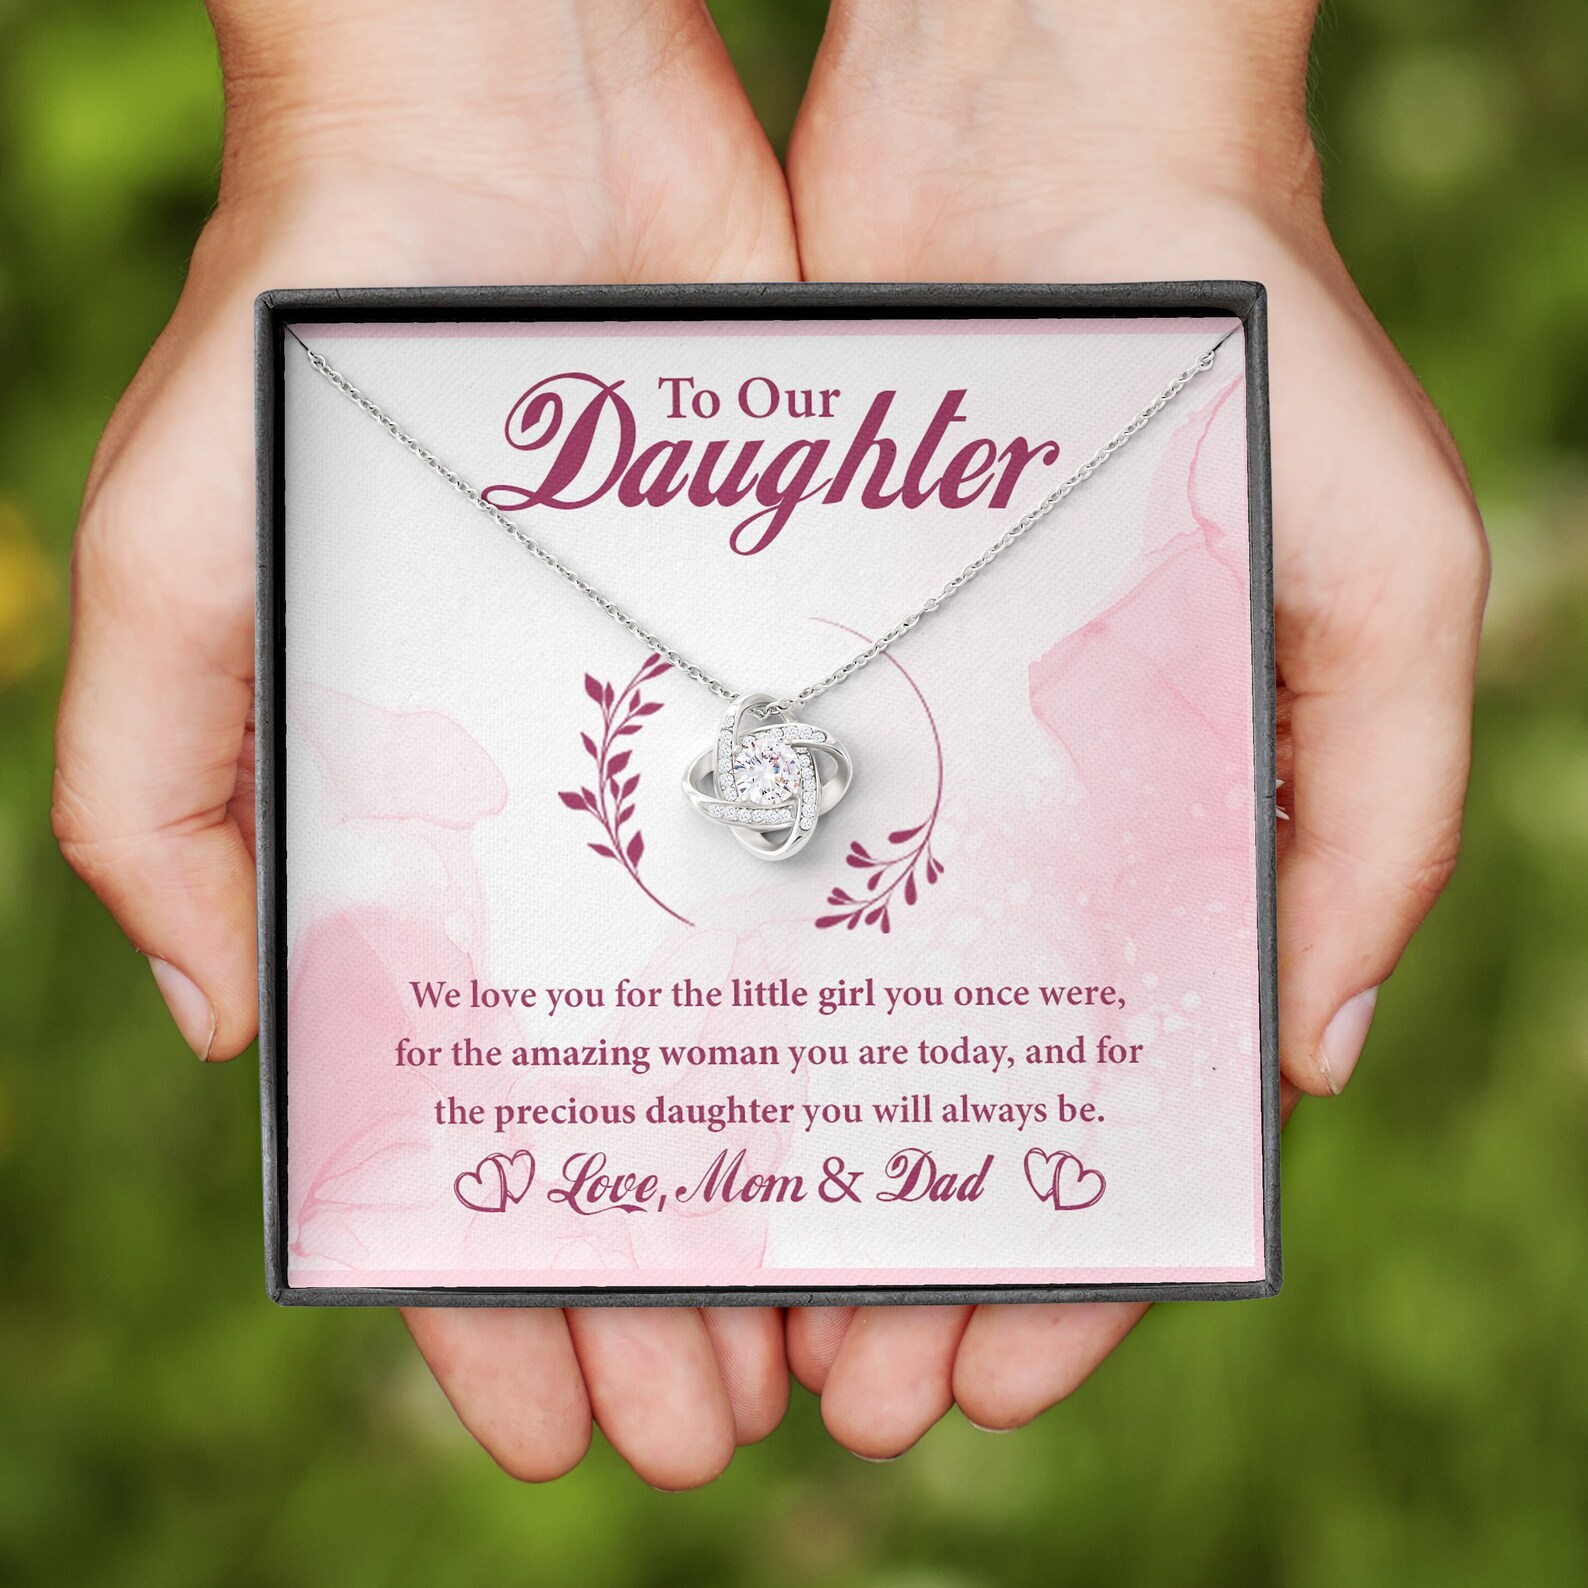 To Our
Daughter
We love you for the little girl you once were,
for the amazing woman you are today, and for
the precious daughter you will always be.
Love, Mom & Dad